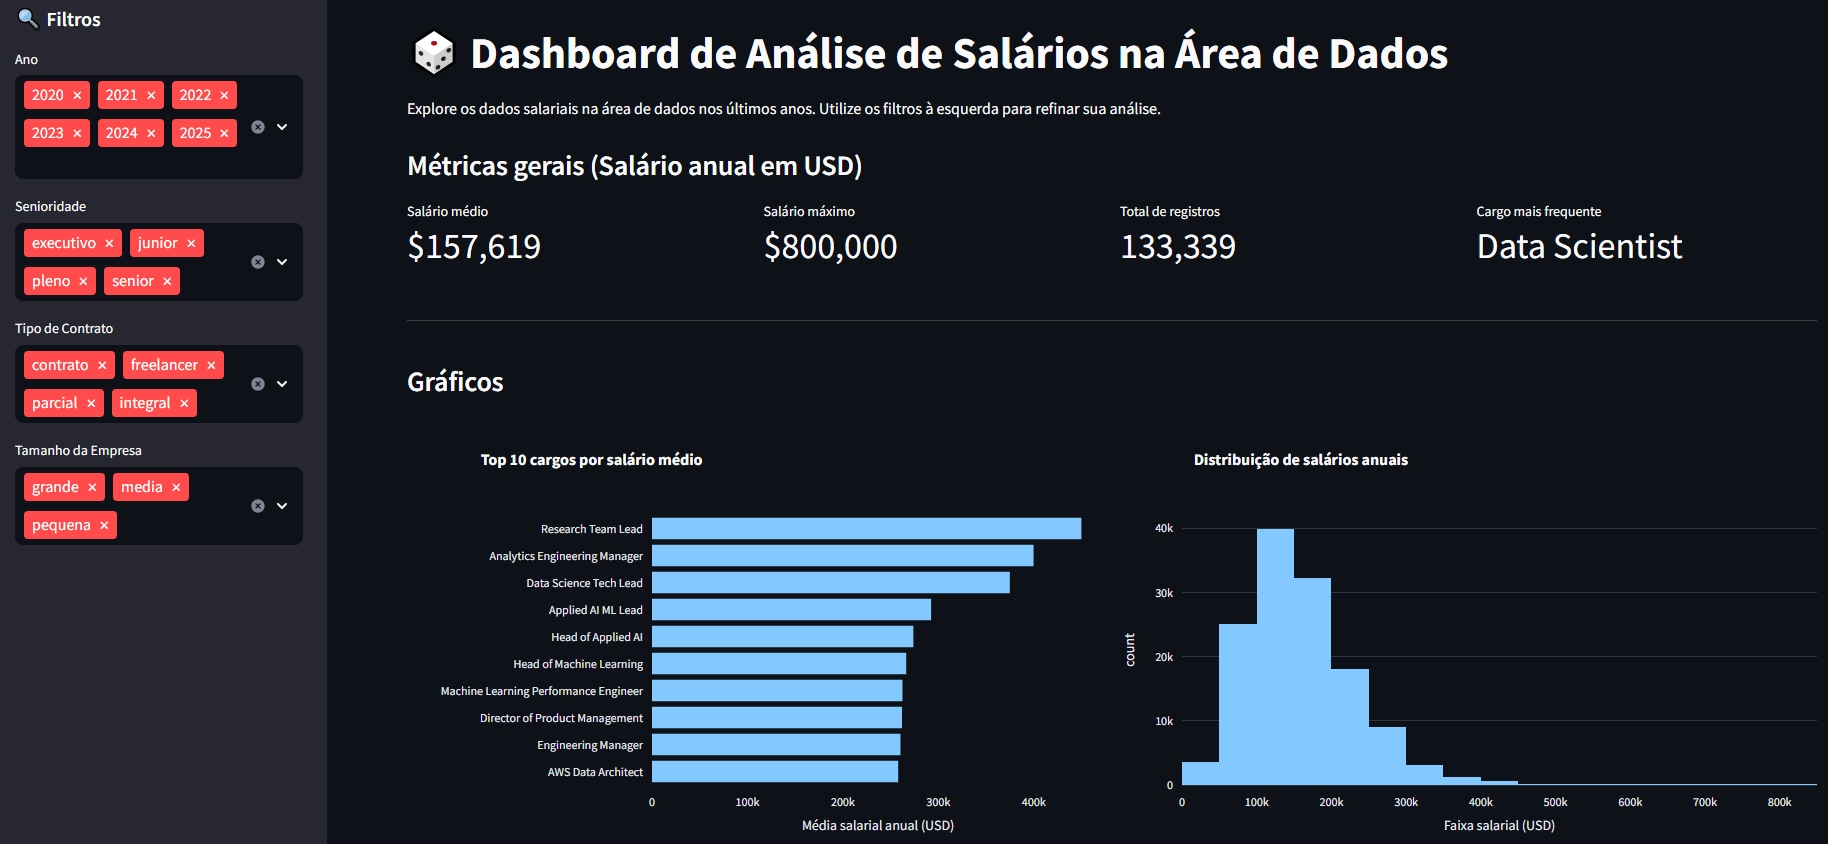 Filtros
Ano
2020 × 2021 × 2022 ×
2023 × 2024 × 2025 ×
Senioridade
executivo × junior ×
pleno × senior ×
Tipo de Contrato
contrato × freelancer ×
parcial × integral ×
Tamanho da Empresa
grande × media ×
pequena ×
Dashboard de Análise de Salários na Área de Dados
Explore os dados salariais na área de dados nos últimos anos. Utilize os filtros à esquerda para refinar sua análise.
Métricas gerais (Salário anual em USD)
Salário médio
$157,619
Salário máximo
$800,000
Total de registros
133,339
Cargo mais frequente
Data Scientist
Gráficos
Top 10 cargos por salário médio
Research Team Lead
Analytics Engineering Manager
Data Science Tech Lead
Applied AI ML Lead
Head of Applied AI
Head of Machine Learning
Machine Learning Performance Engineer
Director of Product Management
Engineering Manager
AWS Data Architect
0 100k 200k 300k 400k
Média salarial anual (USD)
Distribuição de salários anuais
40k
30k
20k
10k
0
count
0 100k 200k 300k 400k 500k 600k 700k 800k
Faixa salarial (USD)